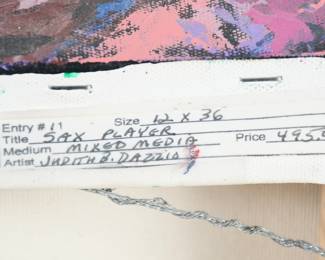 Entry # 11 Size 12 X 36
Title SAX PLAYER Price 495.
Medium MIXED MEDIA
Artist JUDITH B. DAZZIO